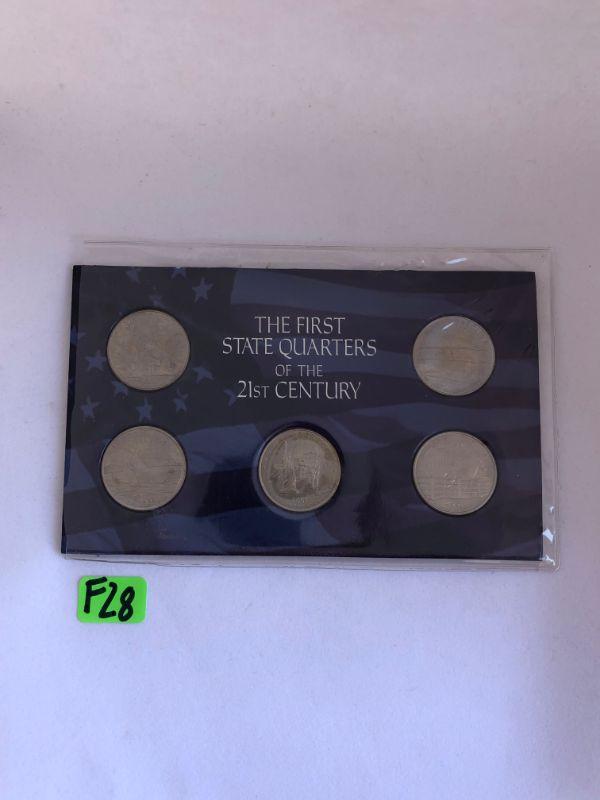 THE FIRST
STATE QUARTERS
OF THE
21ST CENTURY
F28